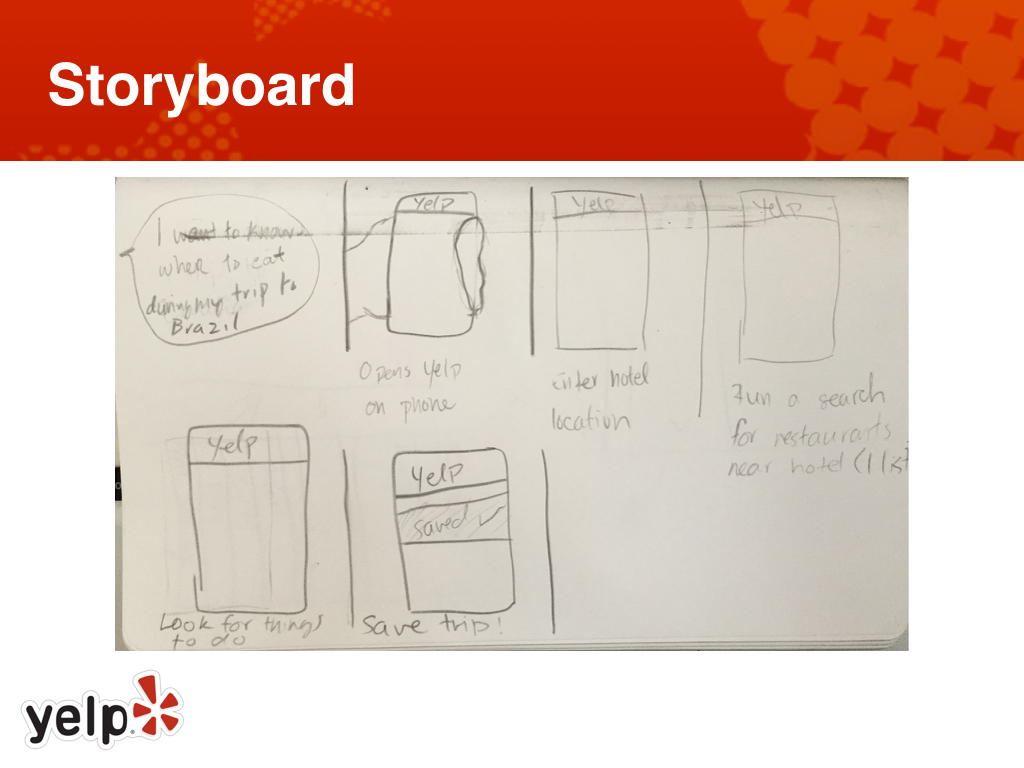 Storyboard
I want to know
when to eat
during my trip to
Brazil
yelp
Opens yelp
on phone
yelp
Enter hotel
location
yelp
Run a search
for restaurants
near hotel (1 list
yelp
Look for things
to do
yelp
saved ✓
Save trip!
yelp